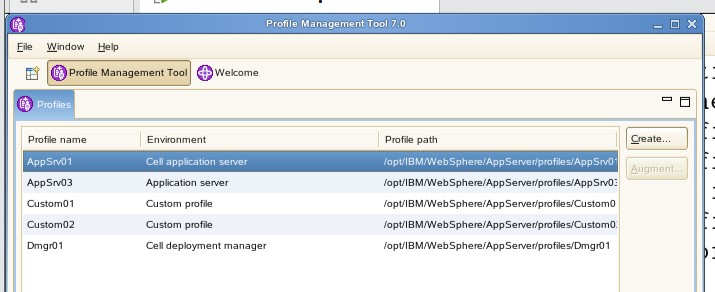 Profile Management Tool 7.0
File Window Help
Profile Management Tool Welcome
Profiles
Profile name Environment Profile path
Create...
AppSrv01 Cell application server /opt/IBM/WebSphere/AppServer/profiles/AppSrv01
Augment...
AppSrv03 Application server /opt/IBM/WebSphere/AppServer/profiles/AppSrv03
Custom01 Custom profile /opt/IBM/WebSphere/AppServer/profiles/Custom0
Custom02 Custom profile /opt/IBM/WebSphere/AppServer/profiles/Custom0
Dmgr01 Cell deployment manager /opt/IBM/WebSphere/AppServer/profiles/Dmgr01